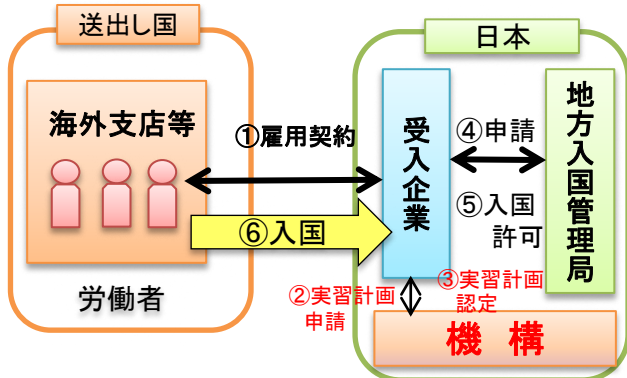 送出し国
日本
海外支店等
①雇用契約
受入企業
④申請
⑤入国
許可
地方入国管理局
⑥入国
労働者
②実習計画
申請
③実習計画
認定
機 構